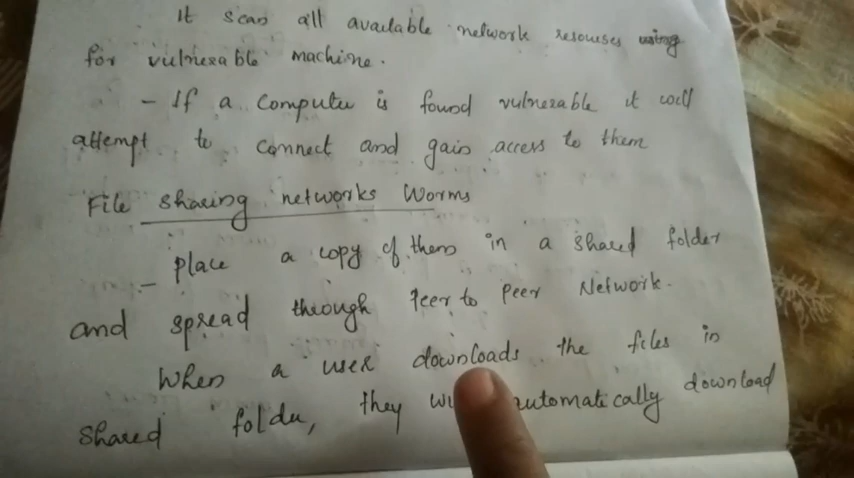 It scan all available network resourses using
for vulnerable machine.
- If a computer is found vulnerable it will
attempt to connect and gain access to them
File sharing networks Worms
- place a copy of them in a shared folder
and spread through Peer to Peer Network.
When a user downloads the files in
shared folder, they automatically download